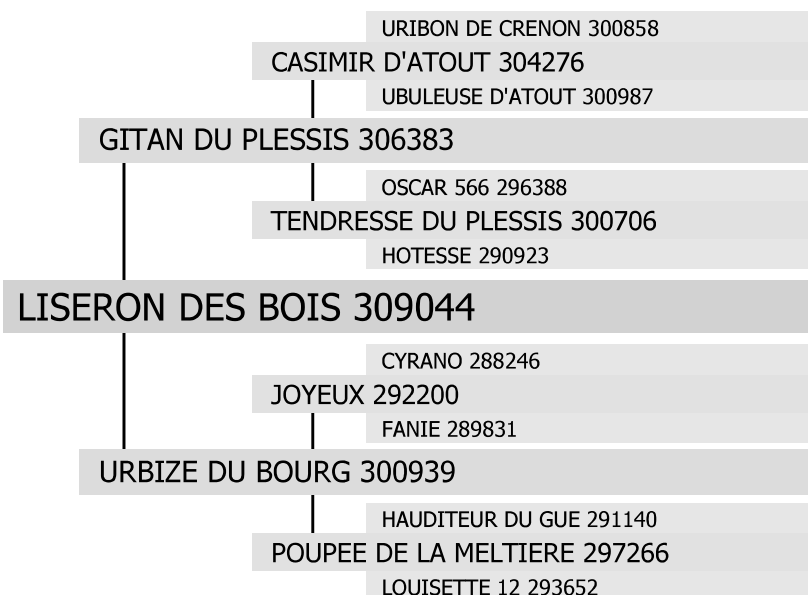 URIBON DE CRENON 300858
CASIMIR D'ATOUT 304276
UBULEUSE D'ATOUT 300987
GITAN DU PLESSIS 306383
OSCAR 566 296388
TENDRESSE DU PLESSIS 300706
HOTESSE 290923
LISERON DES BOIS 309044
CYRANO 288246
JOYEUX 292200
FANIE 289831
URBIZE DU BOURG 300939
HAUDITEUR DU GUE 291140
POUPEE DE LA MELTIERE 297266
LOUISETTE 12 293652